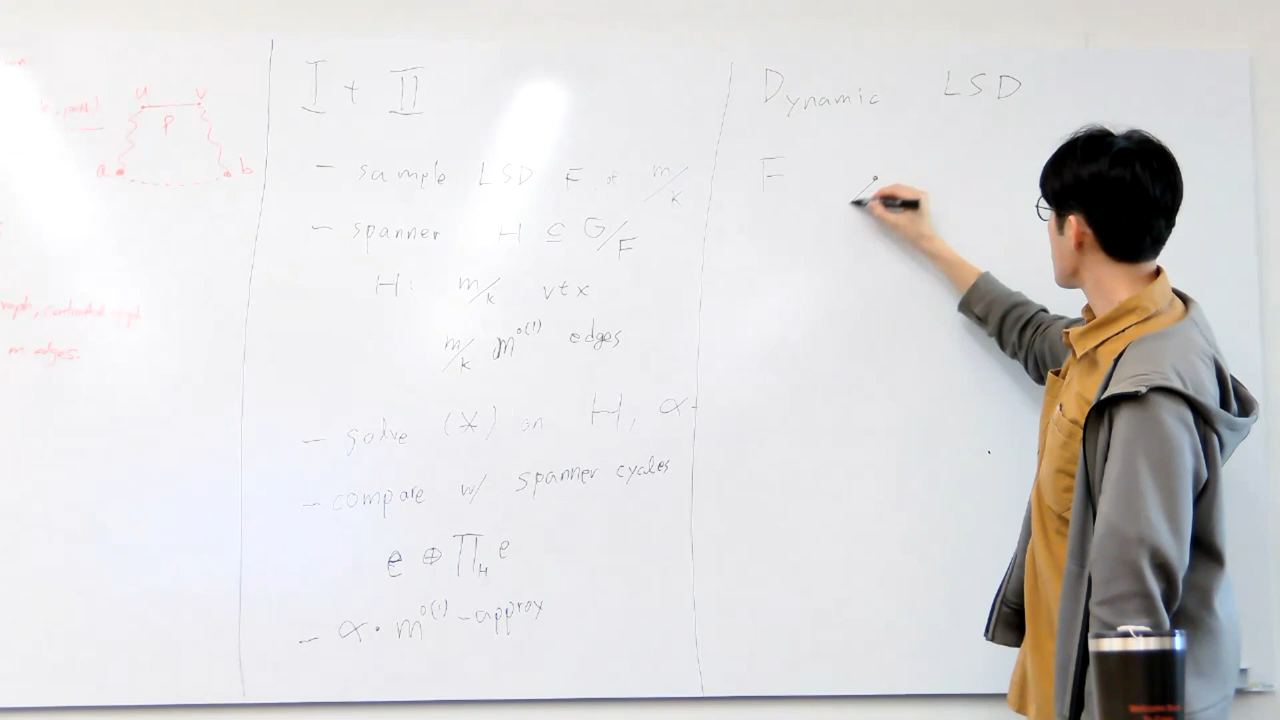 u v
P
a b
m edges.
I + II
- sample LSD F of m/k
- spanner H ⊆ G/F
H: m/k vtx
m/k m^o(1) edges
- solve (*) on H, α-
- compare w/ spanner cycles
e ⊕ Π_H e
- α · m^o(1) -approx
Dynamic LSD
F